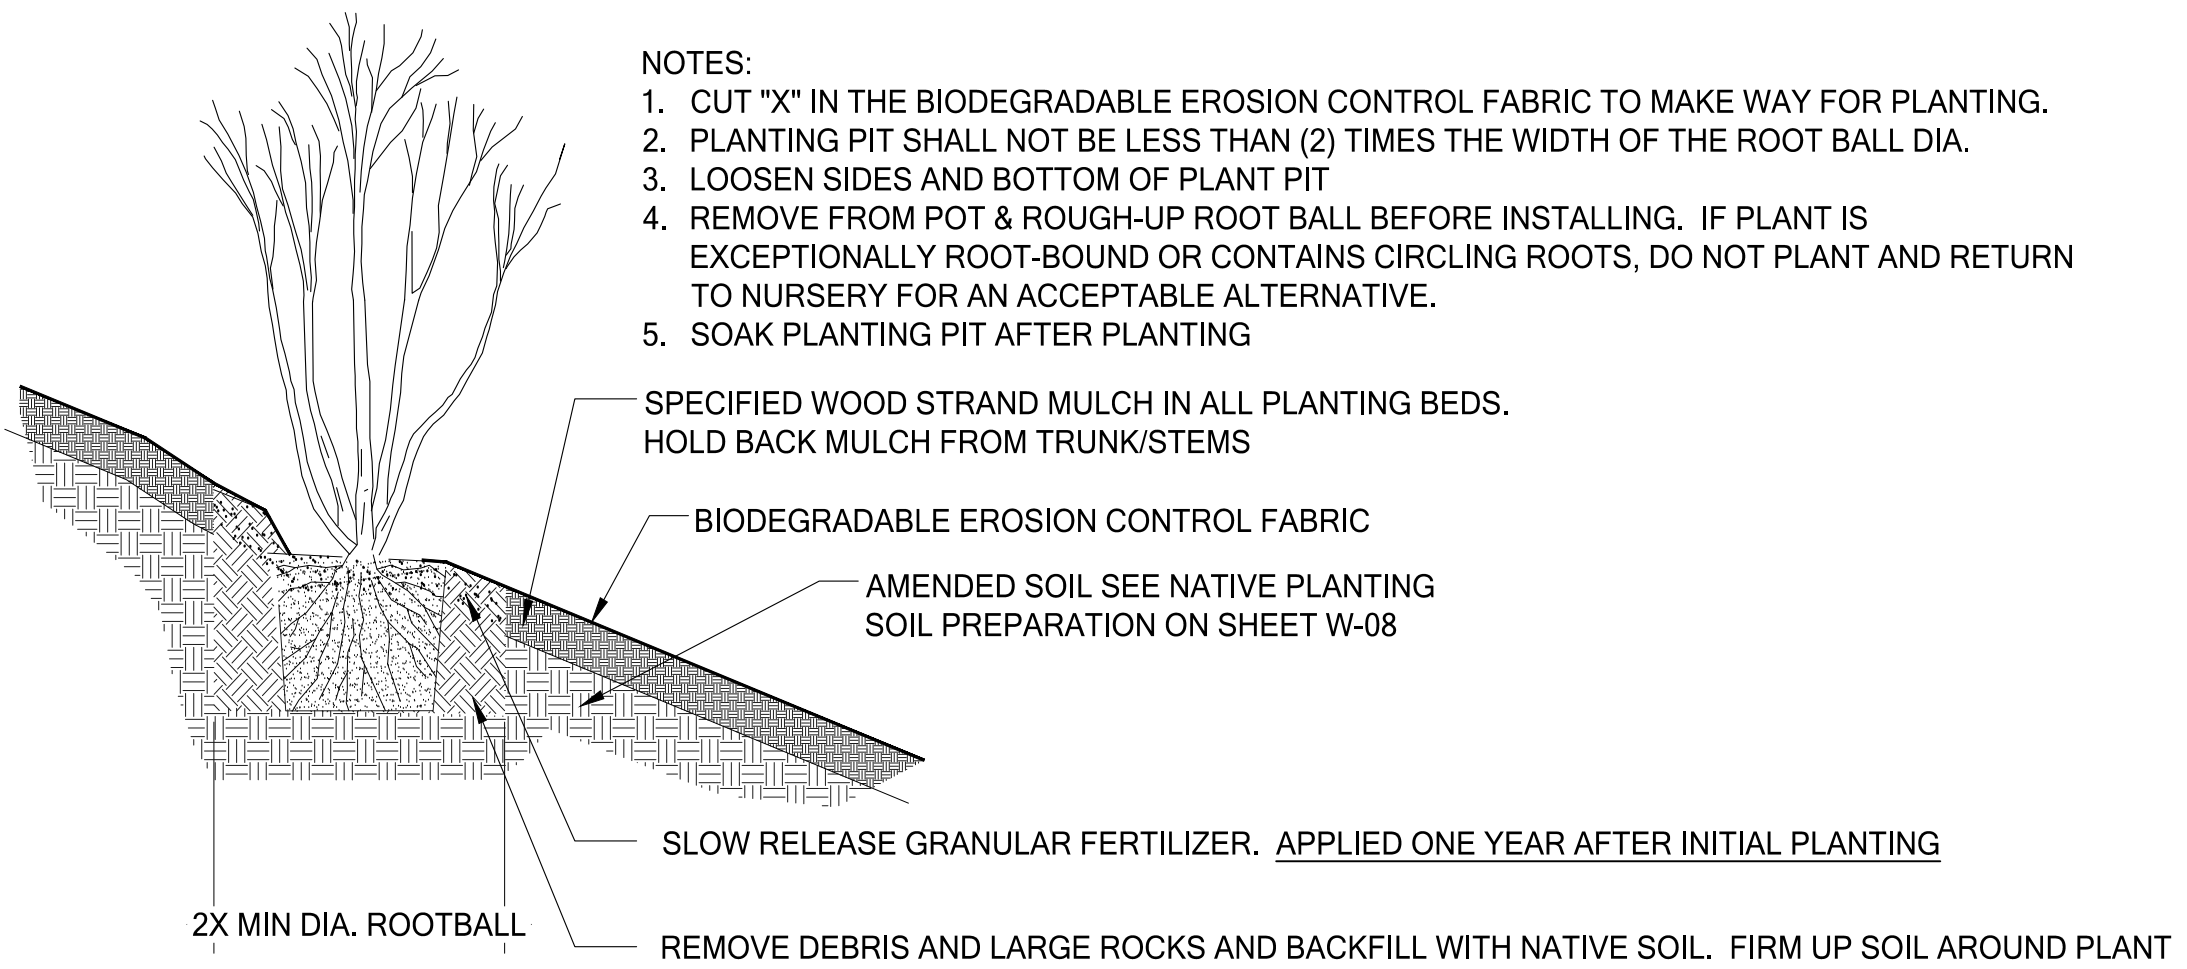 NOTES:
1. CUT "X" IN THE BIODEGRADABLE EROSION CONTROL FABRIC TO MAKE WAY FOR PLANTING.
2. PLANTING PIT SHALL NOT BE LESS THAN (2) TIMES THE WIDTH OF THE ROOT BALL DIA.
3. LOOSEN SIDES AND BOTTOM OF PLANT PIT
4. REMOVE FROM POT & ROUGH-UP ROOT BALL BEFORE INSTALLING. IF PLANT IS
EXCEPTIONALLY ROOT-BOUND OR CONTAINS CIRCLING ROOTS, DO NOT PLANT AND RETURN
TO NURSERY FOR AN ACCEPTABLE ALTERNATIVE.
5. SOAK PLANTING PIT AFTER PLANTING
SPECIFIED WOOD STRAND MULCH IN ALL PLANTING BEDS.
HOLD BACK MULCH FROM TRUNK/STEMS
BIODEGRADABLE EROSION CONTROL FABRIC
AMENDED SOIL SEE NATIVE PLANTING
SOIL PREPARATION ON SHEET W-08
SLOW RELEASE GRANULAR FERTILIZER. APPLIED ONE YEAR AFTER INITIAL PLANTING
2X MIN DIA. ROOTBALL
REMOVE DEBRIS AND LARGE ROCKS AND BACKFILL WITH NATIVE SOIL. FIRM UP SOIL AROUND PLANT